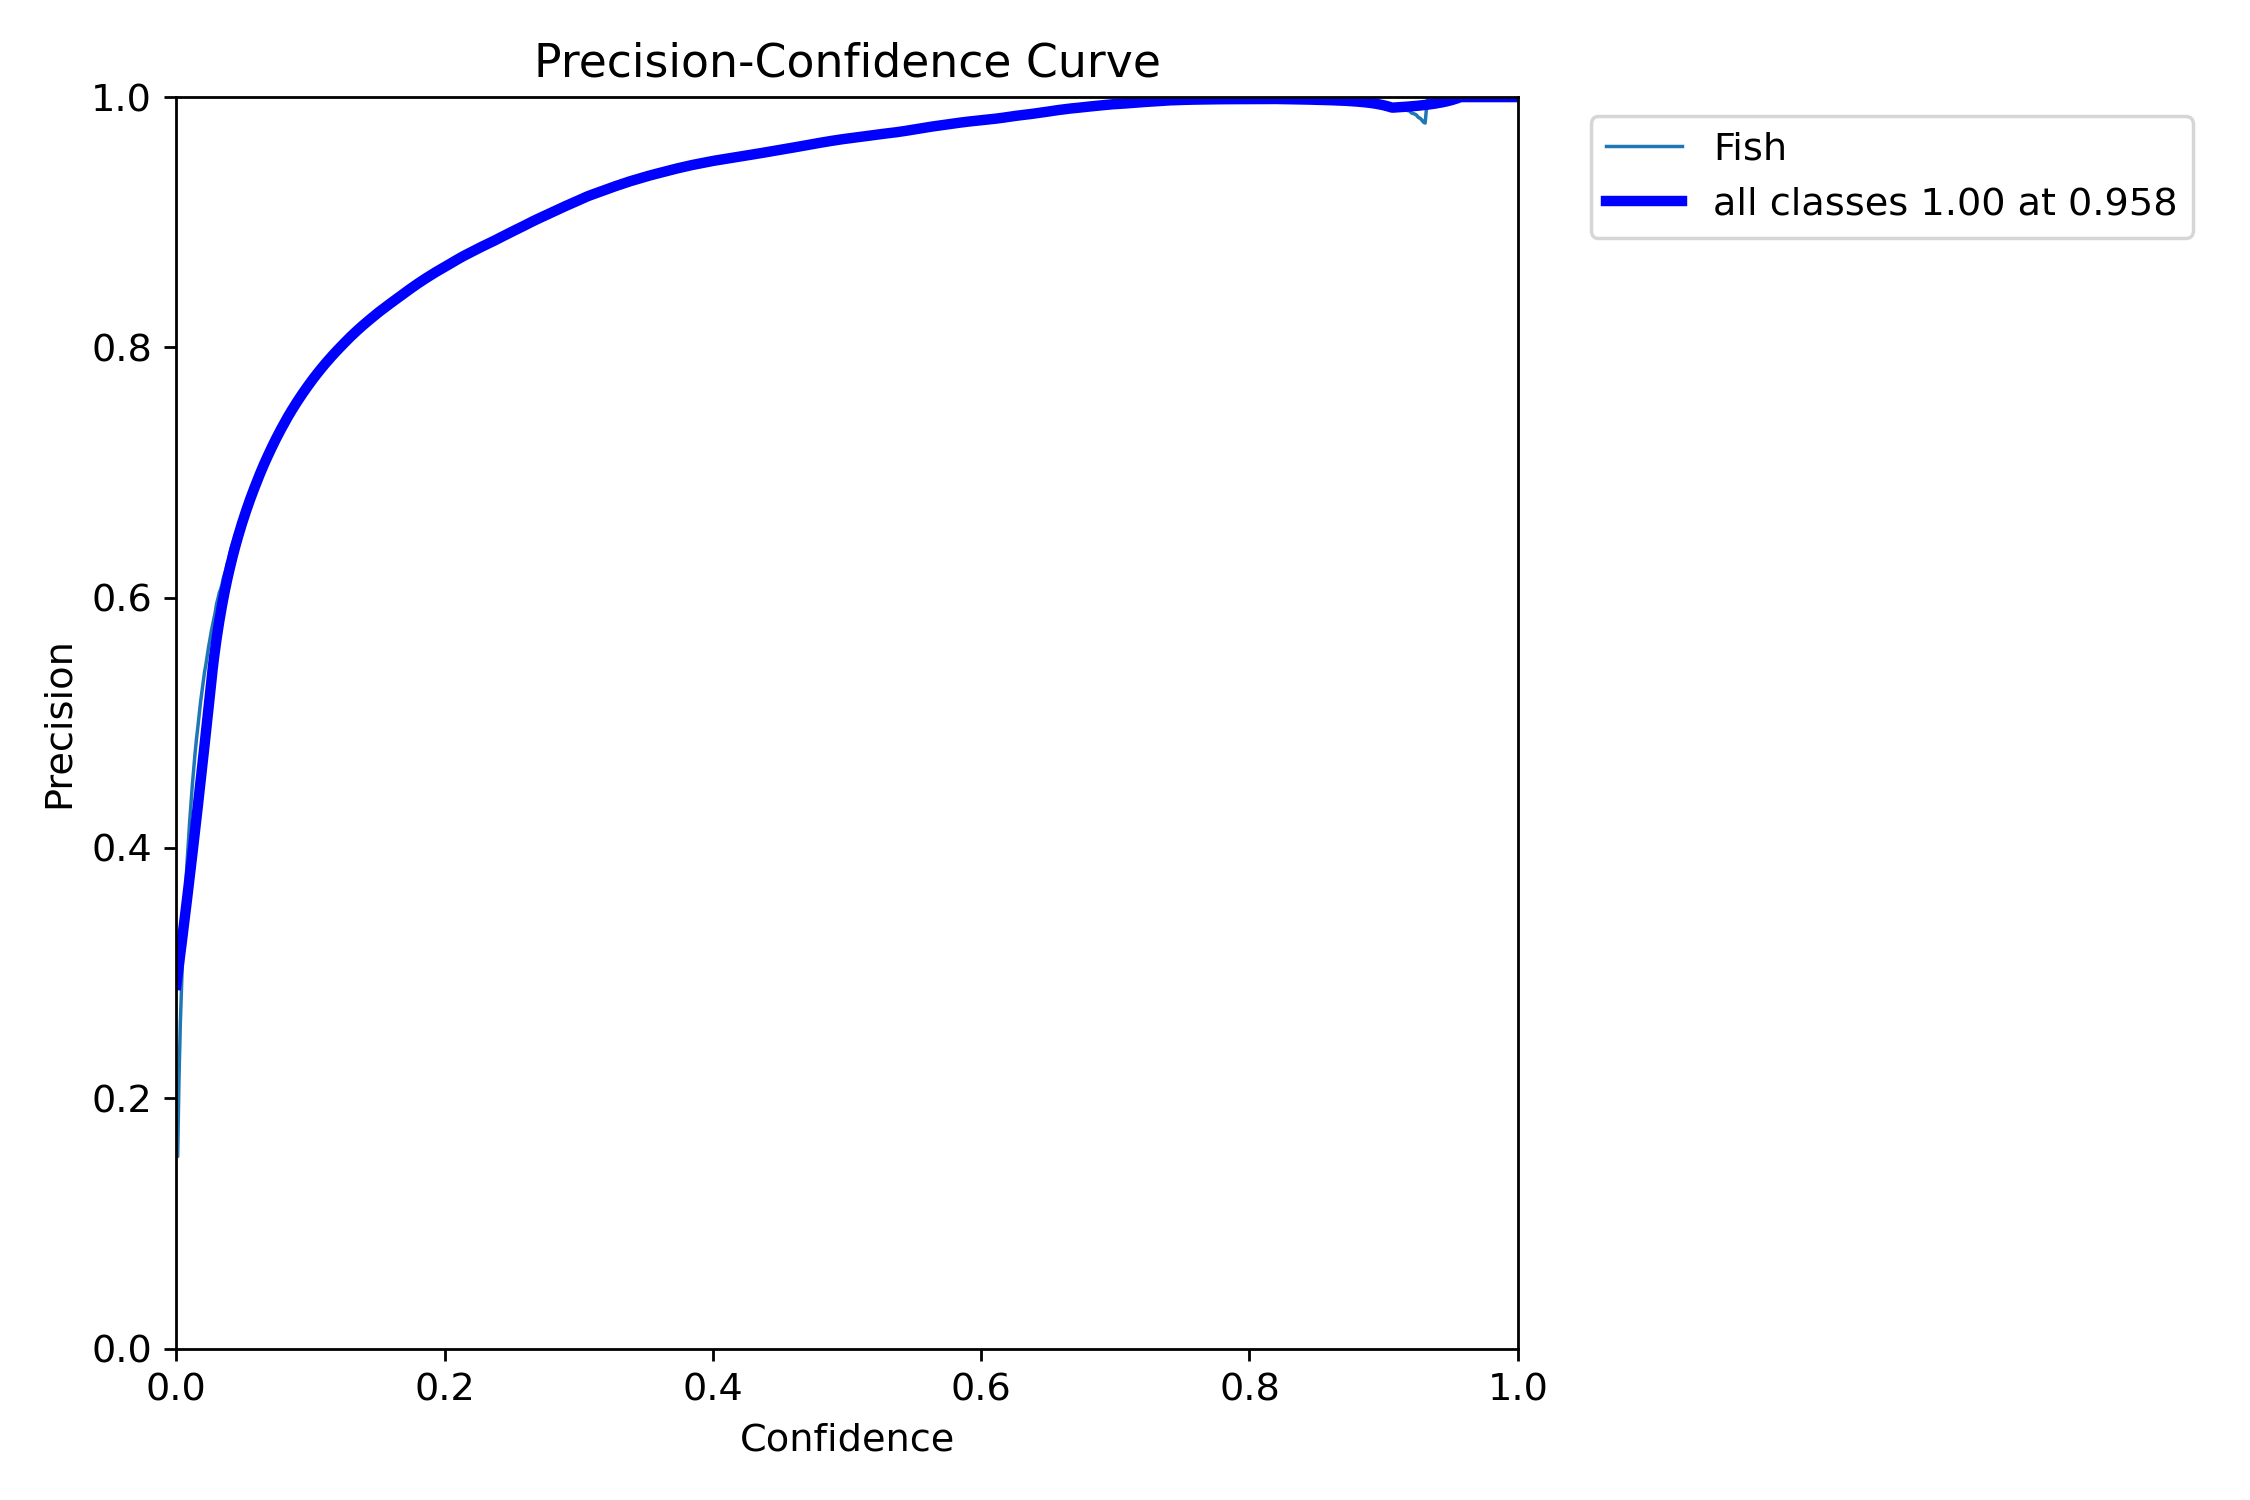 Precision-Confidence Curve
1.0
0.8
0.6
0.4
0.2
0.0
Precision
0.0 0.2 0.4 0.6 0.8 1.0
Confidence
Fish
all classes 1.00 at 0.958